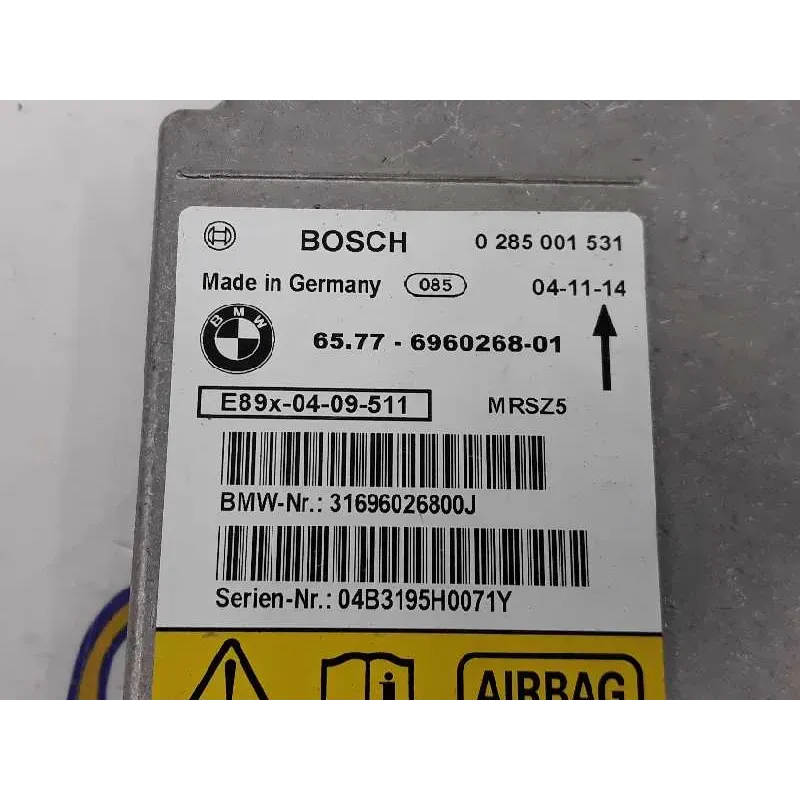 BOSCH 0 285 001 531
Made in Germany 085 04-11-14
BMW 65.77 - 6960268-01
E89x-04-09-511 MRSZ5
BMW-Nr.: 31696026800J
Serien-Nr.: 04B3195H0071Y
! i AIRBAG